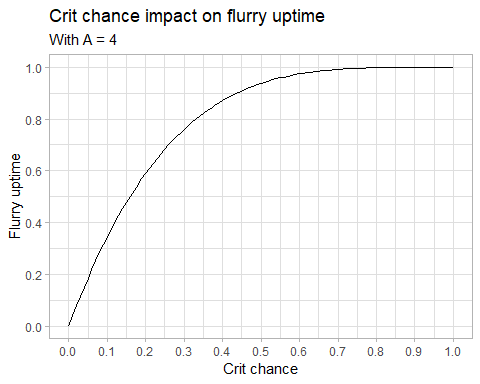 Crit chance impact on flurry uptime
With A = 4
Flurry uptime
1.0
0.8
0.6
0.4
0.2
0.0
0.0 0.1 0.2 0.3 0.4 0.5 0.6 0.7 0.8 0.9 1.0
Crit chance